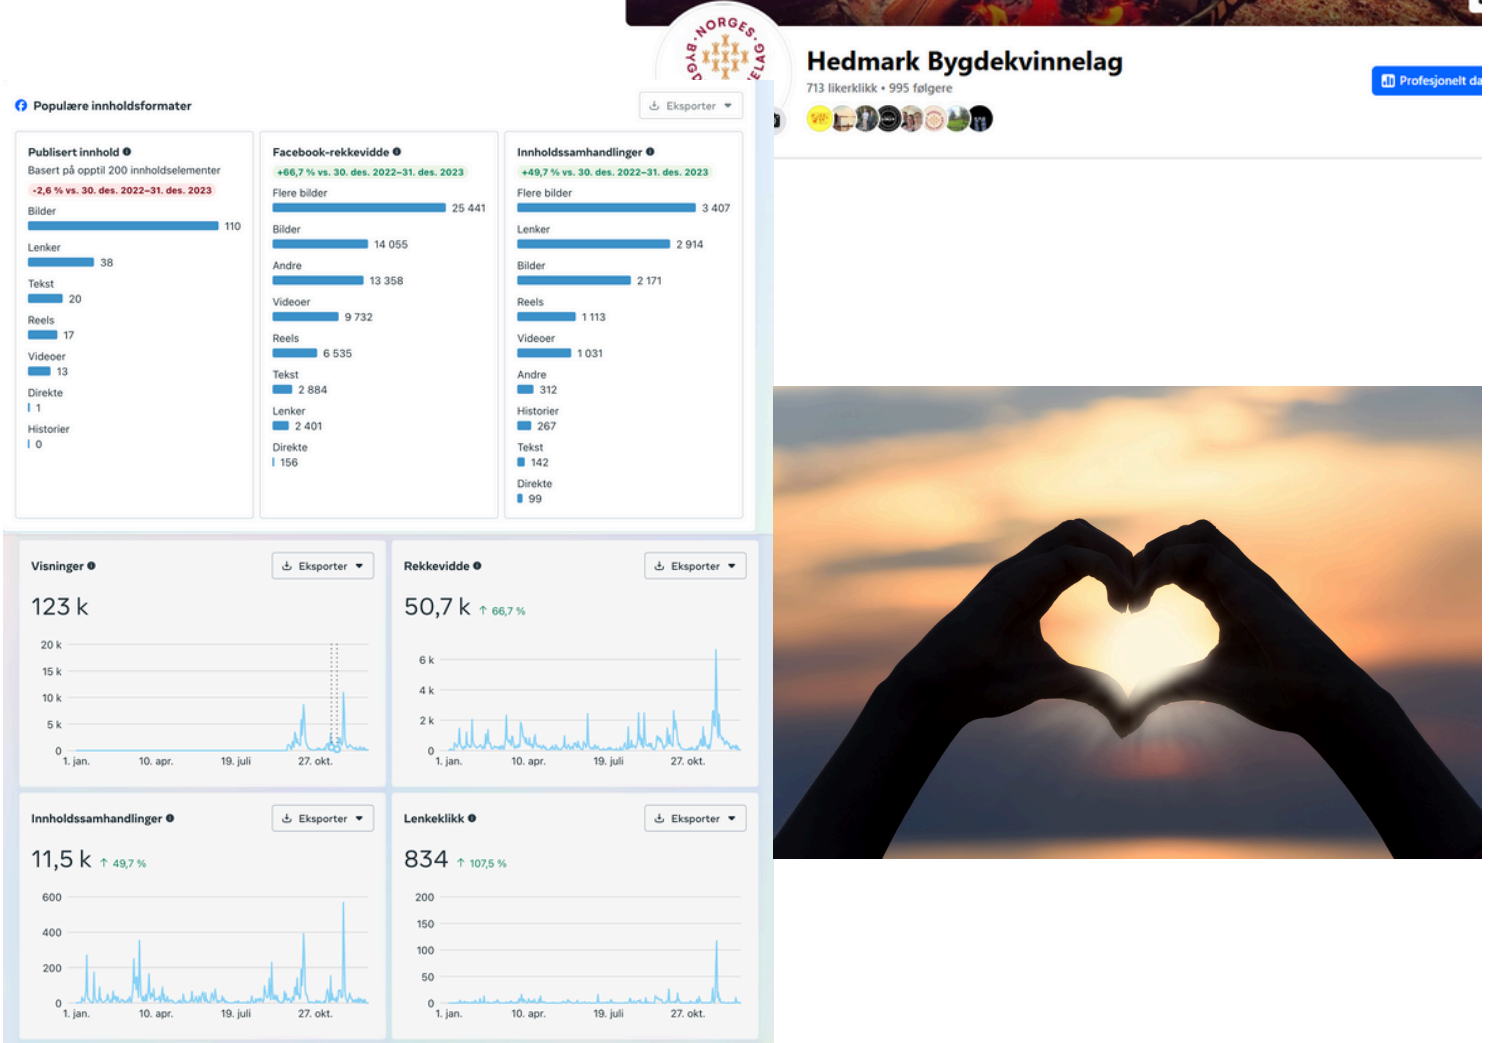 NORGES
BYGD
ELAG
Hedmark Bygdekvinnelag
713 likerklikk • 995 følgere
Profesjonelt da
Populære innholdsformater
Eksporter
Publisert innhold
Basert på opptil 200 innholdselementer
-2,6 % vs. 30. des. 2022–31. des. 2023
Bilder
110
Lenker
38
Tekst
20
Reels
17
Videoer
13
Direkte
1
Historier
0
Facebook-rekkevidde
+66,7 % vs. 30. des. 2022–31. des. 2023
Flere bilder
25 441
Bilder
14 055
Andre
13 358
Videoer
9 732
Reels
6 535
Tekst
2 884
Lenker
2 401
Direkte
156
Innholdssamhandlinger
+49,7 % vs. 30. des. 2022–31. des. 2023
Flere bilder
3 407
Lenker
2 914
Bilder
2 171
Reels
1 113
Videoer
1 031
Andre
312
Historier
267
Tekst
142
Direkte
99
Visninger
Eksporter
123 k
20 k
15 k
10 k
5 k
0
1. jan. 10. apr. 19. juli 27. okt.
Rekkevidde
Eksporter
50,7 k ↑ 66,7 %
6 k
4 k
2 k
0
1. jan. 10. apr. 19. juli 27. okt.
Innholdssamhandlinger
Eksporter
11,5 k ↑ 49,7 %
600
400
200
0
1. jan. 10. apr. 19. juli 27. okt.
Lenkeklikk
Eksporter
834 ↑ 107,5 %
200
150
100
50
0
1. jan. 10. apr. 19. juli 27. okt.